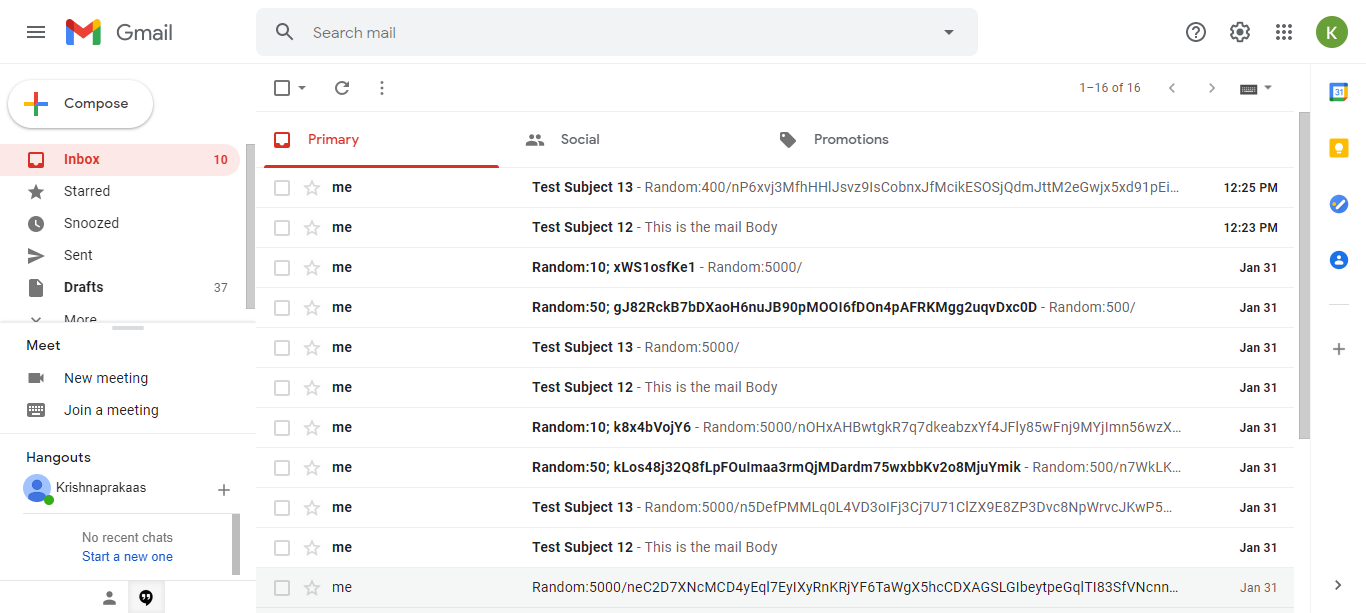 Gmail
Search mail
K
Compose
1–16 of 16
31
Primary
Social
Promotions
Inbox 10
Starred
Snoozed
Sent
Drafts 37
More
Meet
New meeting
Join a meeting
Hangouts
Krishnaprakaas
No recent chats
Start a new one
me Test Subject 13 - Random:400/nP6xvj3MfhHHlJsvz9IsCobnxJfMcikESOSjQdmJttM2eGwjx5xd91pEi… 12:25 PM
me Test Subject 12 - This is the mail Body 12:23 PM
me Random:10; xWS1osfKe1 - Random:5000/ Jan 31
me Random:50; gJ82RckB7bDXaoH6nuJB90pMOOI6fDOn4pAFRKMgg2uqvDxc0D - Random:500/ Jan 31
me Test Subject 13 - Random:5000/ Jan 31
me Test Subject 12 - This is the mail Body Jan 31
me Random:10; k8x4bVojY6 - Random:5000/nOHxAHBwtgkR7q7dkeabzxYf4JFly85wFnj9MYjImn56wzX… Jan 31
me Random:50; kLos48j32Q8fLpFOulmaa3rmQjMDardm75wxbbKv2o8MjuYmik - Random:500/n7WkLK… Jan 31
me Test Subject 13 - Random:5000/n5DefPMMLq0L4VD3oIFj3Cj7U71ClZX9E8ZP3Dvc8NpWrvcJKwP5… Jan 31
me Test Subject 12 - This is the mail Body Jan 31
me Random:5000/neC2D7XNcMCD4yEql7EyIXyRnKRjYF6TaWgX5hcCDXAGSLGIbeytpeGqlTI83SfVNcnn… Jan 31